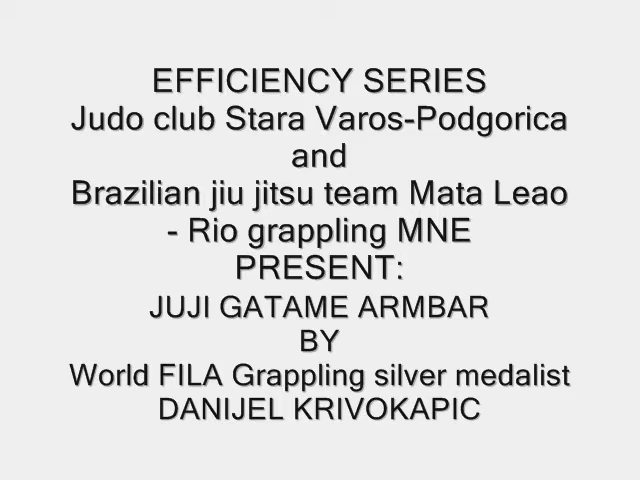 EFFICIENCY SERIES
Judo club Stara Varos-Podgorica
and
Brazilian jiu jitsu team Mata Leao
- Rio grappling MNE
PRESENT:
JUJI GATAME ARMBAR
BY
World FILA Grappling silver medalist
DANIJEL KRIVOKAPIC